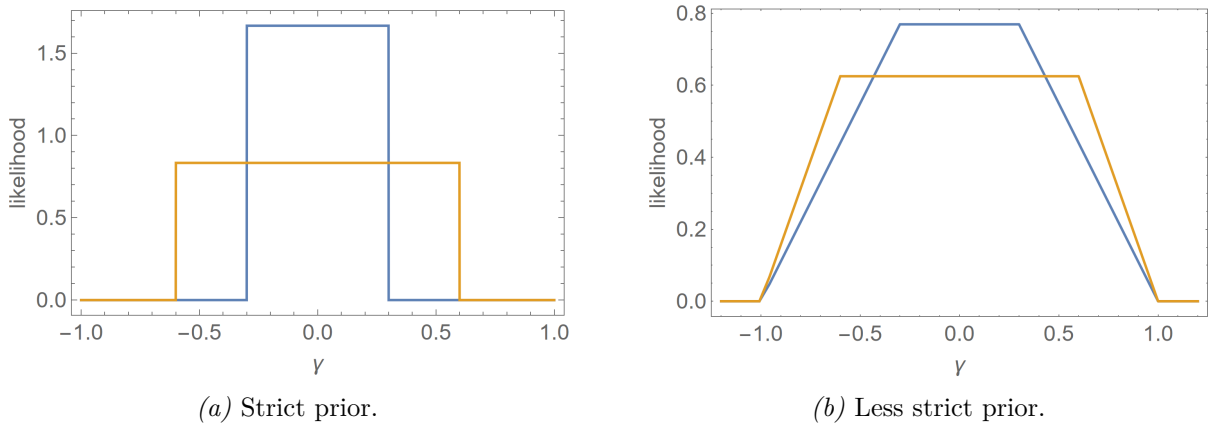 likelihood
1.5
1.0
0.5
0.0
−1.0 −0.5 0.0 0.5 1.0
γ
(a) Strict prior.
likelihood
0.8
0.6
0.4
0.2
0.0
−1.0 −0.5 0.0 0.5 1.0
γ
(b) Less strict prior.